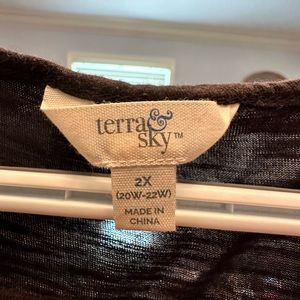 terra&
sky™
2X
(20W-22W)
MADE IN
CHINA